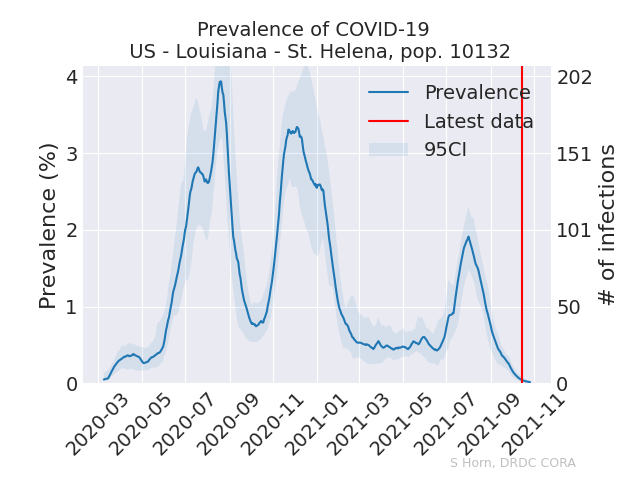 Prevalence of COVID-19
US - Louisiana - St. Helena, pop. 10132
Prevalence (%)
4
3
2
1
0
202
151
101
50
0
# of infections
Prevalence
Latest data
95CI
2020-03
2020-05
2020-07
2020-09
2020-11
2021-01
2021-03
2021-05
2021-07
2021-09
2021-11
S Horn, DRDC CORA